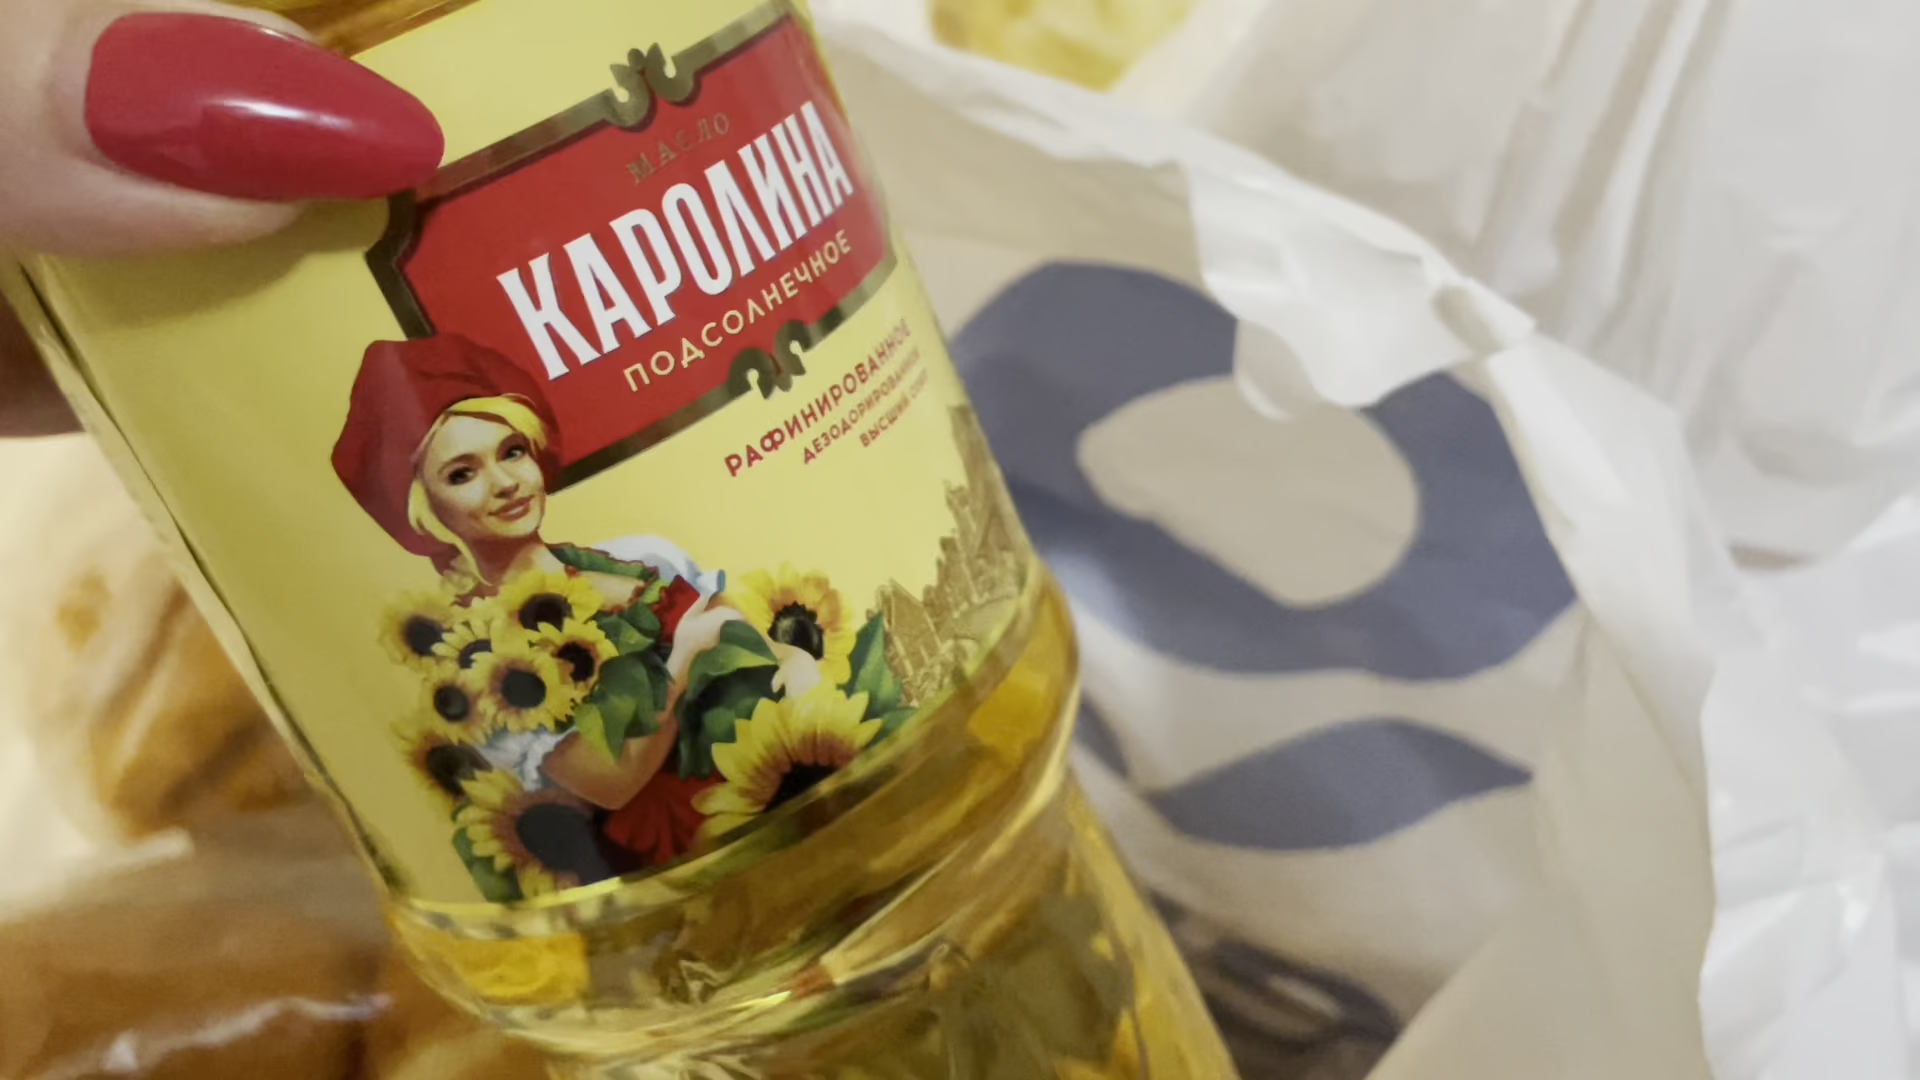 МАСЛО
КАРОЛИНА
ПОДСОЛНЕЧНОЕ
РАФИНИРОВАННОЕ
ДЕЗОДОРИРОВАННОЕ
ВЫСШИЙ СОРТ